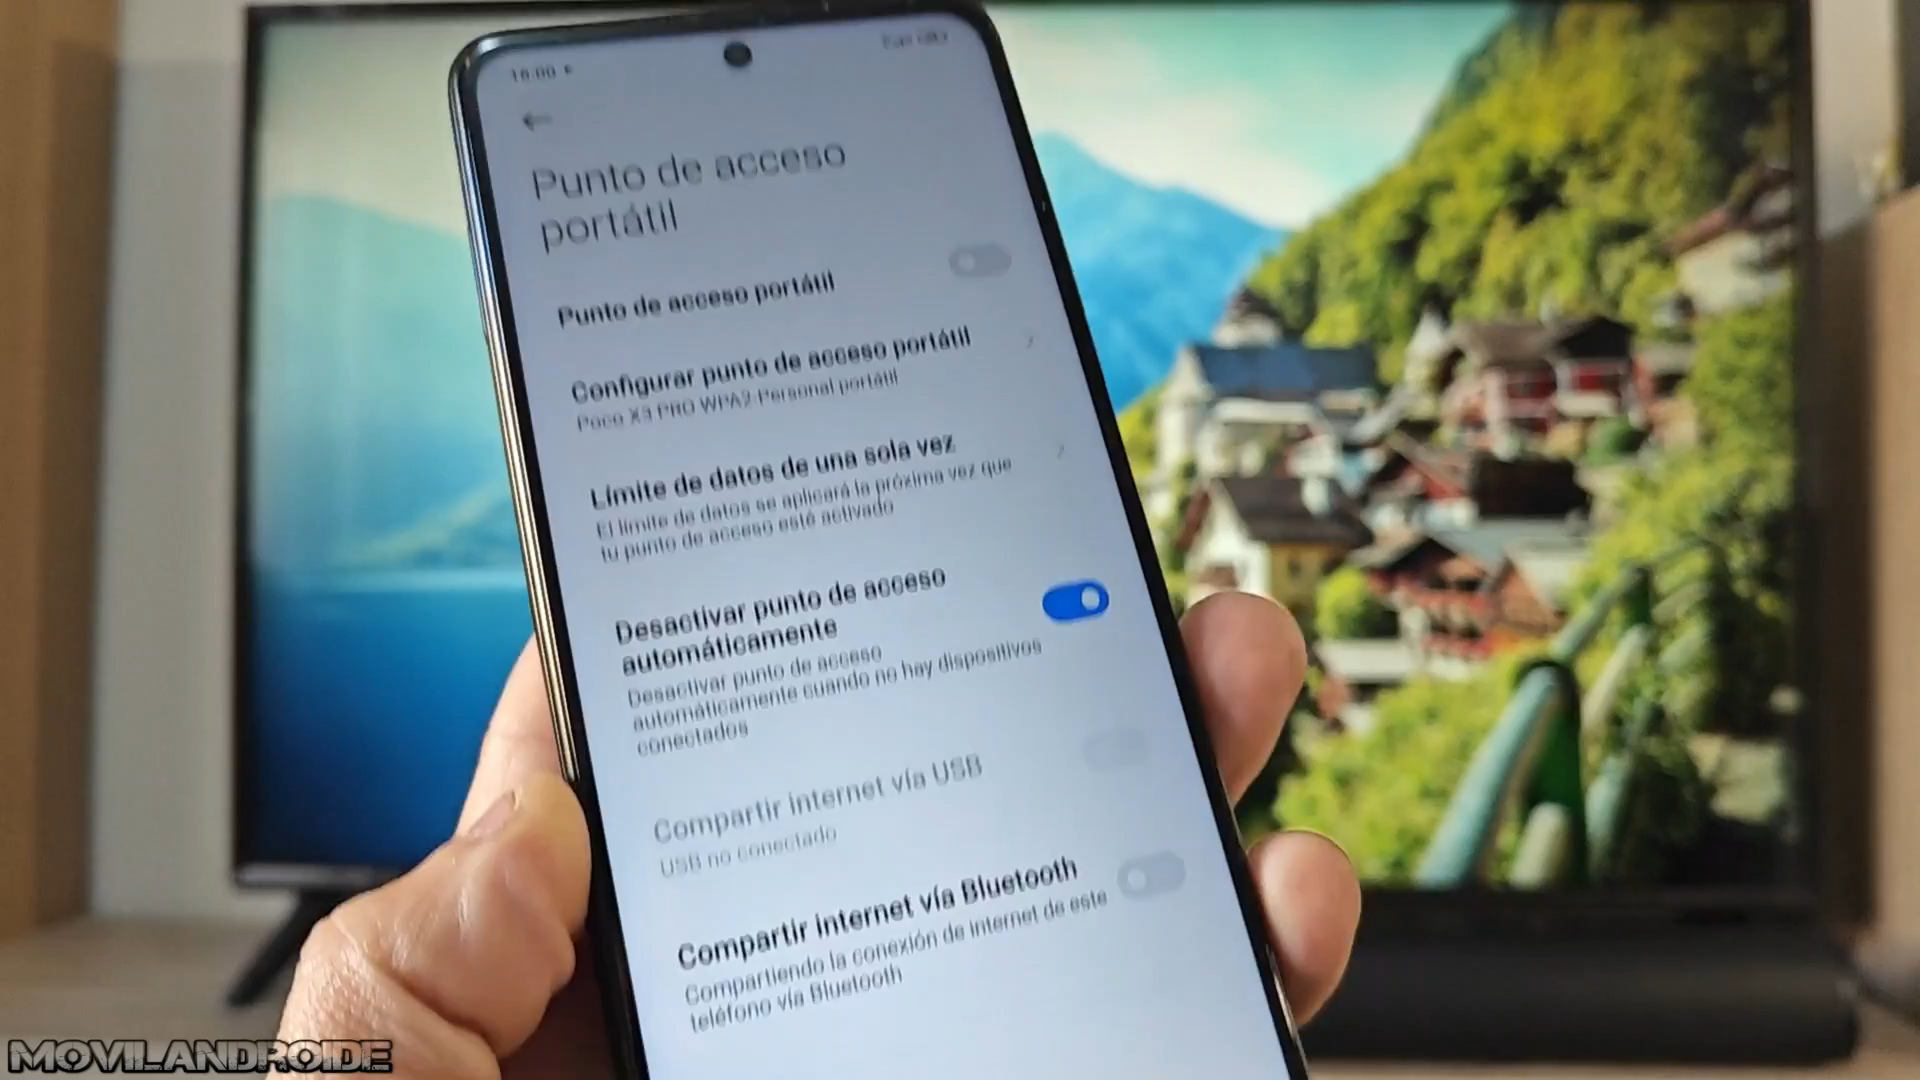 16:00
Punto de acceso
portátil
Punto de acceso portátil
Configurar punto de acceso portátil
Poco X3 PRO WPA2-Personal portátil
Límite de datos de una sola vez
El límite de datos se aplicará la próxima vez que
tu punto de acceso esté activado
Desactivar punto de acceso
automáticamente
Desactivar punto de acceso
automáticamente cuando no hay dispositivos
conectados
Compartir internet vía USB
USB no conectado
Compartir internet vía Bluetooth
Compartiendo la conexión de internet de este
teléfono vía Bluetooth
MOVILANDROIDE